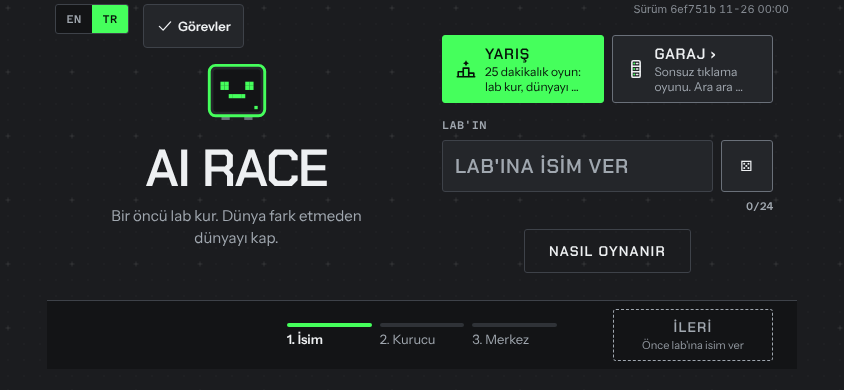 EN TR
Görevler
Sürüm 6ef751b 11-26 00:00
YARIŞ
25 dakikalık oyun:
lab kur, dünyayı ...
GARAJ ›
Sonsuz tıklama
oyunu. Ara ara ...
AI RACE
Bir öncü lab kur. Dünya fark etmeden
dünyayı kap.
LAB'IN
LAB'INA İSİM VER
0/24
NASIL OYNANIR
1. İsim
2. Kurucu
3. Merkez
İLERİ
Önce lab'ına isim ver